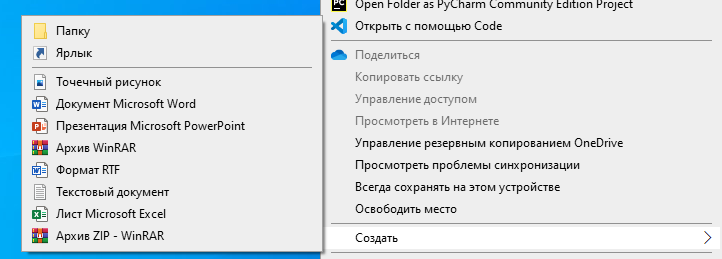 Папку
Ярлык
Точечный рисунок
Документ Microsoft Word
Презентация Microsoft PowerPoint
Архив WinRAR
Формат RTF
Текстовый документ
Лист Microsoft Excel
Архив ZIP - WinRAR
Open Folder as PyCharm Community Edition Project
Открыть с помощью Code
Поделиться
Копировать ссылку
Управление доступом
Просмотреть в Интернете
Управление резервным копированием OneDrive
Просмотреть проблемы синхронизации
Всегда сохранять на этом устройстве
Освободить место
Создать